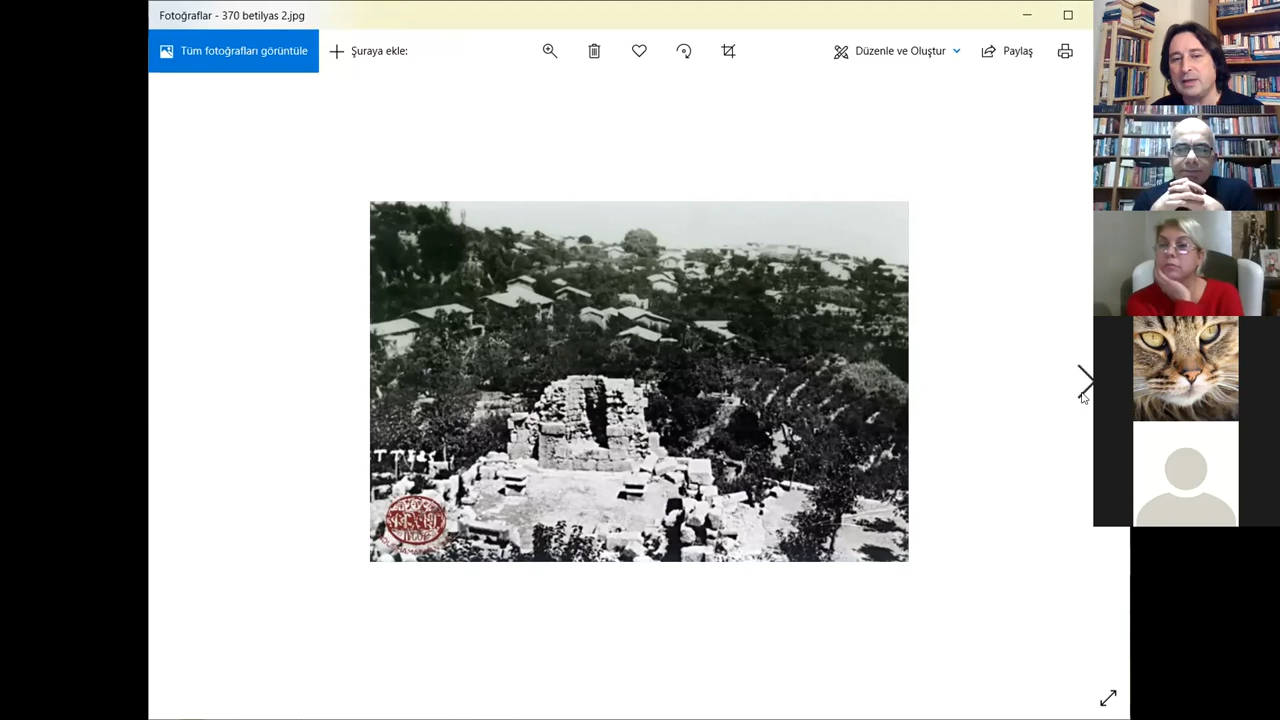 Fotoğraflar - 370 betilyas 2.jpg
Tüm fotoğrafları görüntüle
Şuraya ekle:
Düzenle ve Oluştur
Paylaş